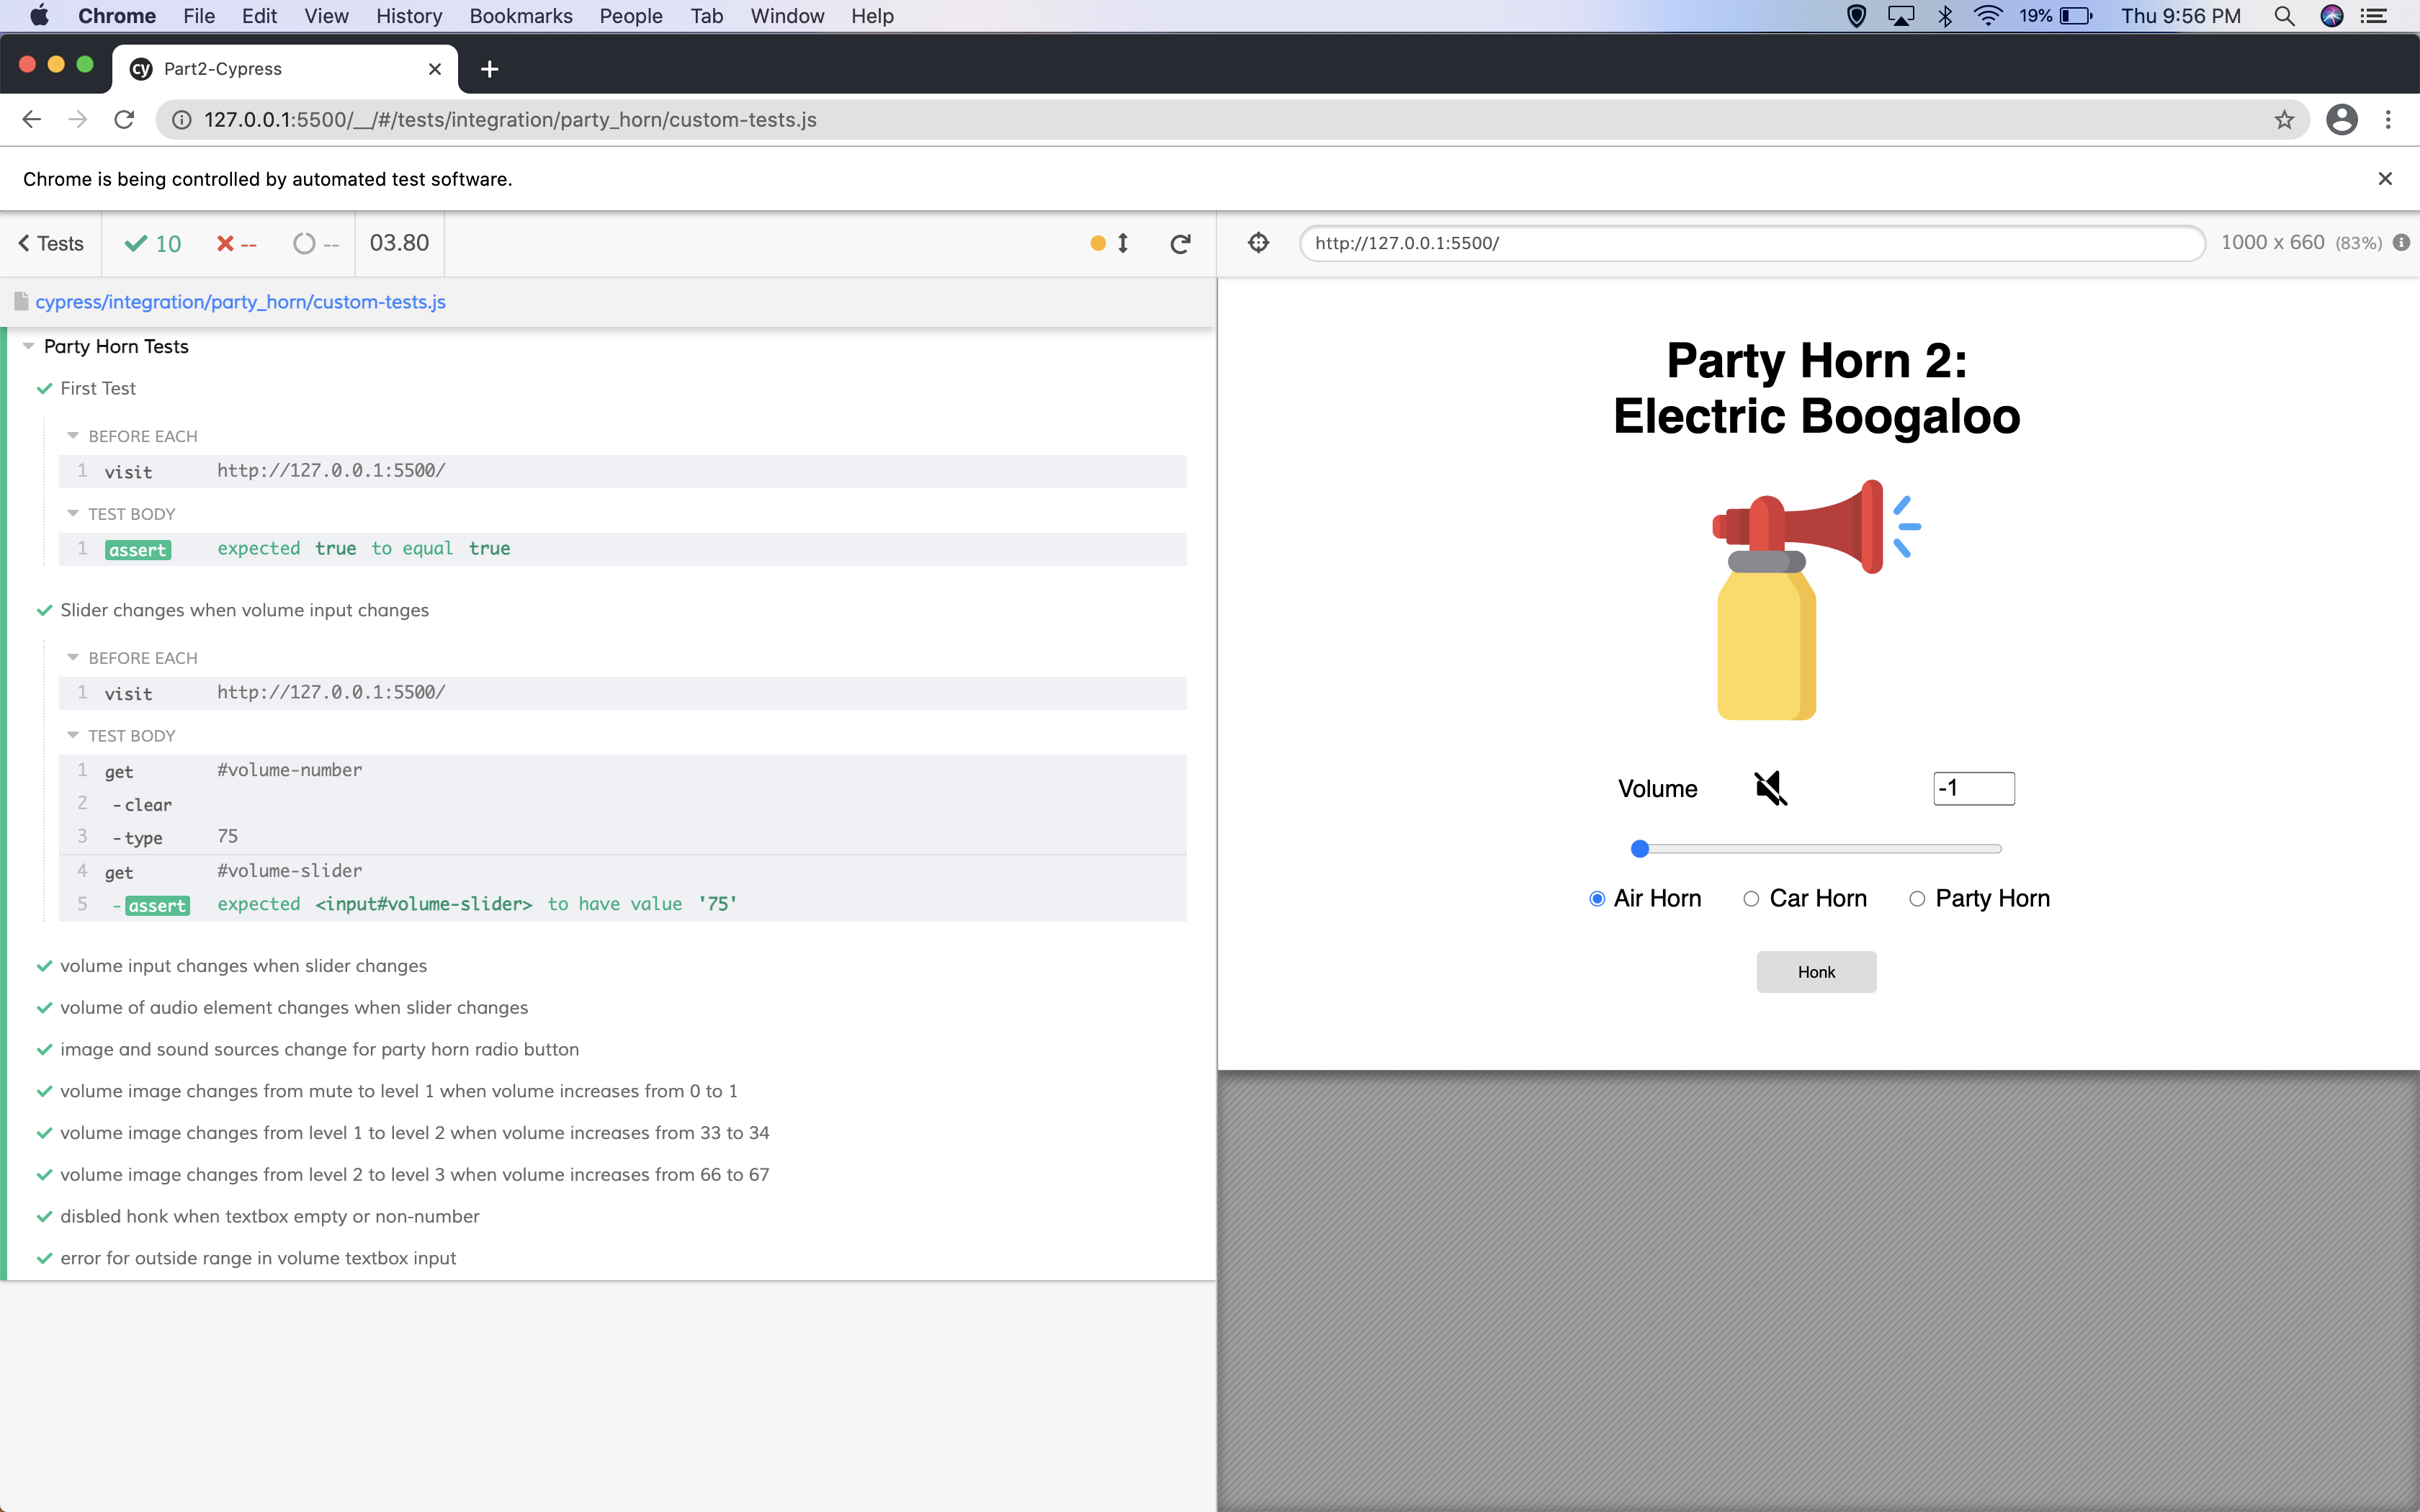 Chrome File Edit View History Bookmarks People Tab Window Help 19% Thu 9:56 PM
cy Part2-Cypress
127.0.0.1:5500/__/#/tests/integration/party_horn/custom-tests.js
Chrome is being controlled by automated test software.
Tests 10 -- -- 03.80 http://127.0.0.1:5500/ 1000 x 660 (83%)
cypress/integration/party_horn/custom-tests.js
Party Horn Tests
First Test
BEFORE EACH
1 visit http://127.0.0.1:5500/
TEST BODY
1 assert expected true to equal true
Slider changes when volume input changes
BEFORE EACH
1 visit http://127.0.0.1:5500/
TEST BODY
1 get #volume-number
2 -clear
3 -type 75
4 get #volume-slider
5 -assert expected <input#volume-slider> to have value '75'
volume input changes when slider changes
volume of audio element changes when slider changes
image and sound sources change for party horn radio button
volume image changes from mute to level 1 when volume increases from 0 to 1
volume image changes from level 1 to level 2 when volume increases from 33 to 34
volume image changes from level 2 to level 3 when volume increases from 66 to 67
disbled honk when textbox empty or non-number
error for outside range in volume textbox input
Party Horn 2:
Electric Boogaloo
Volume -1
Air Horn Car Horn Party Horn
Honk